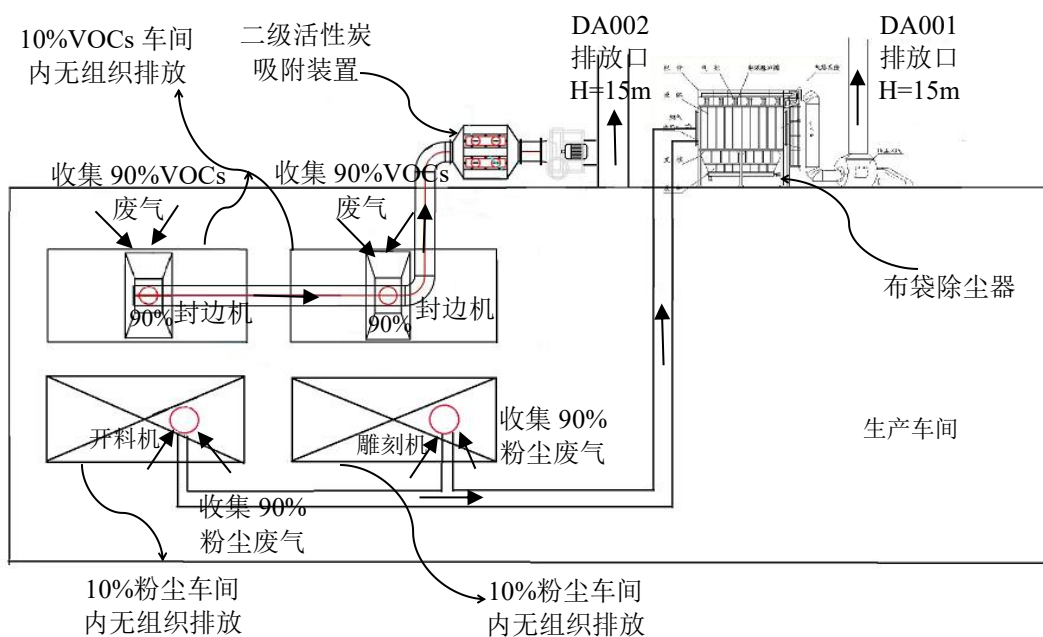 10%VOCs 车间
内无组织排放
二级活性炭
吸附装置
DA002
排放口
H=15m
DA001
排放口
H=15m
收集 90%VOCs
废气
收集 90%VOCs
废气
90%
封边机
90%
封边机
布袋除尘器
开料机
雕刻机
收集 90%
粉尘废气
生产车间
收集 90%
粉尘废气
10%粉尘车间
内无组织排放
10%粉尘车间
内无组织排放